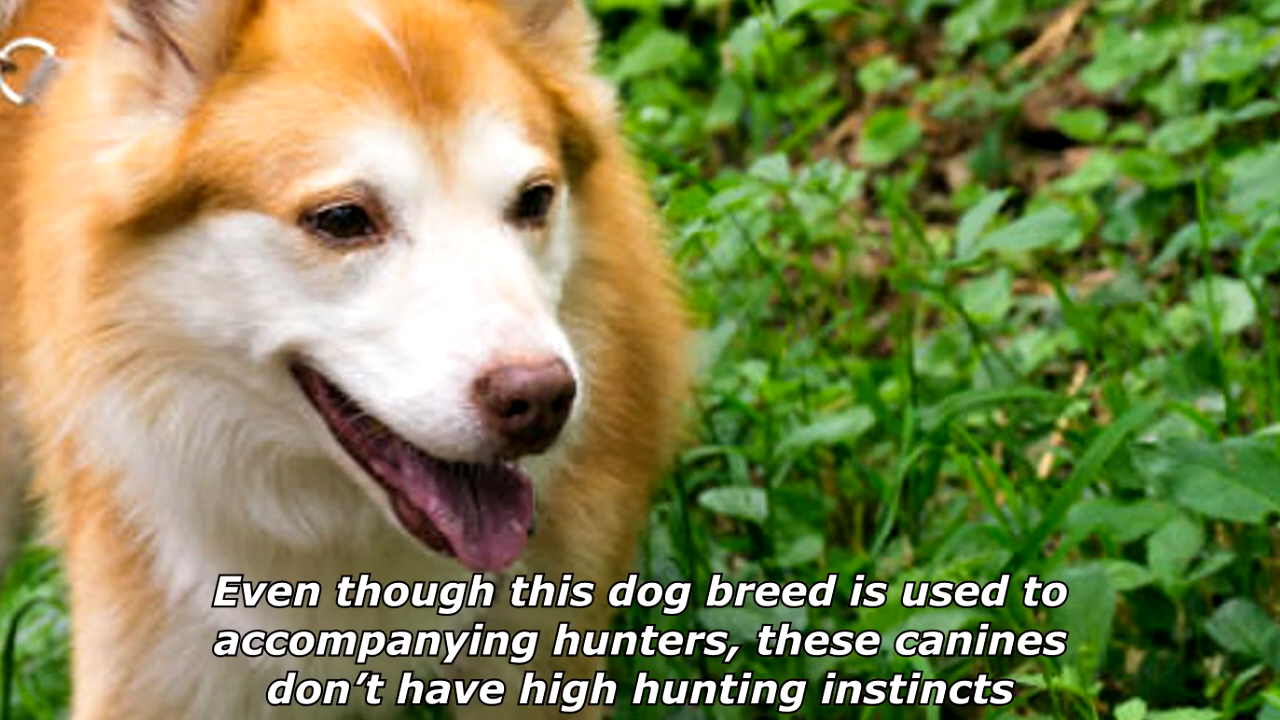 Even though this dog breed is used to
accompanying hunters, these canines
don’t have high hunting instincts